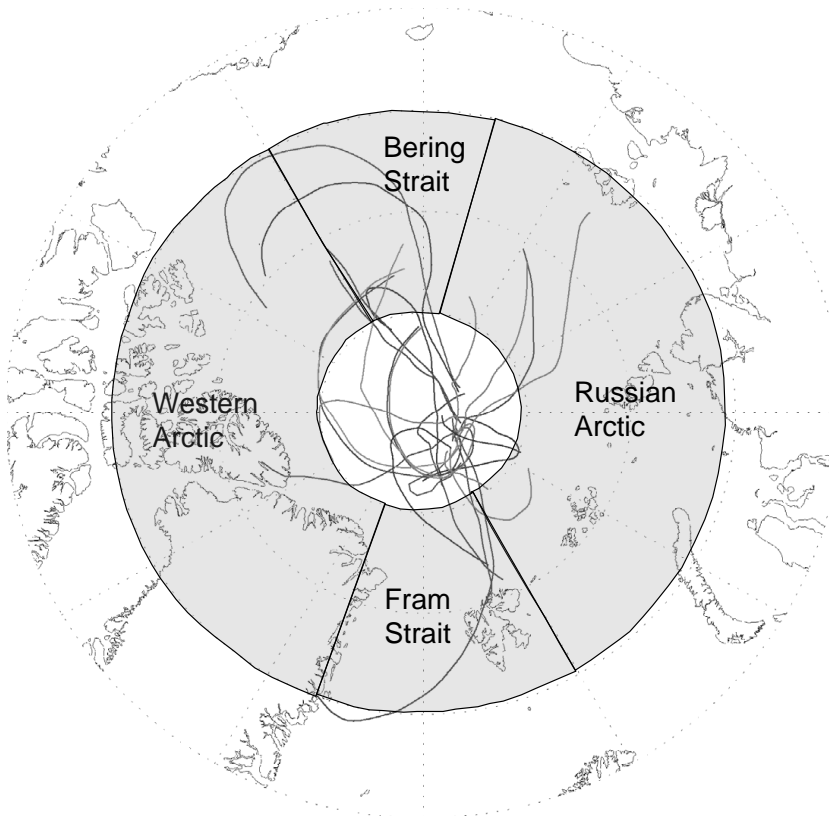 Bering
Strait
Western
Arctic
Russian
Arctic
Fram
Strait